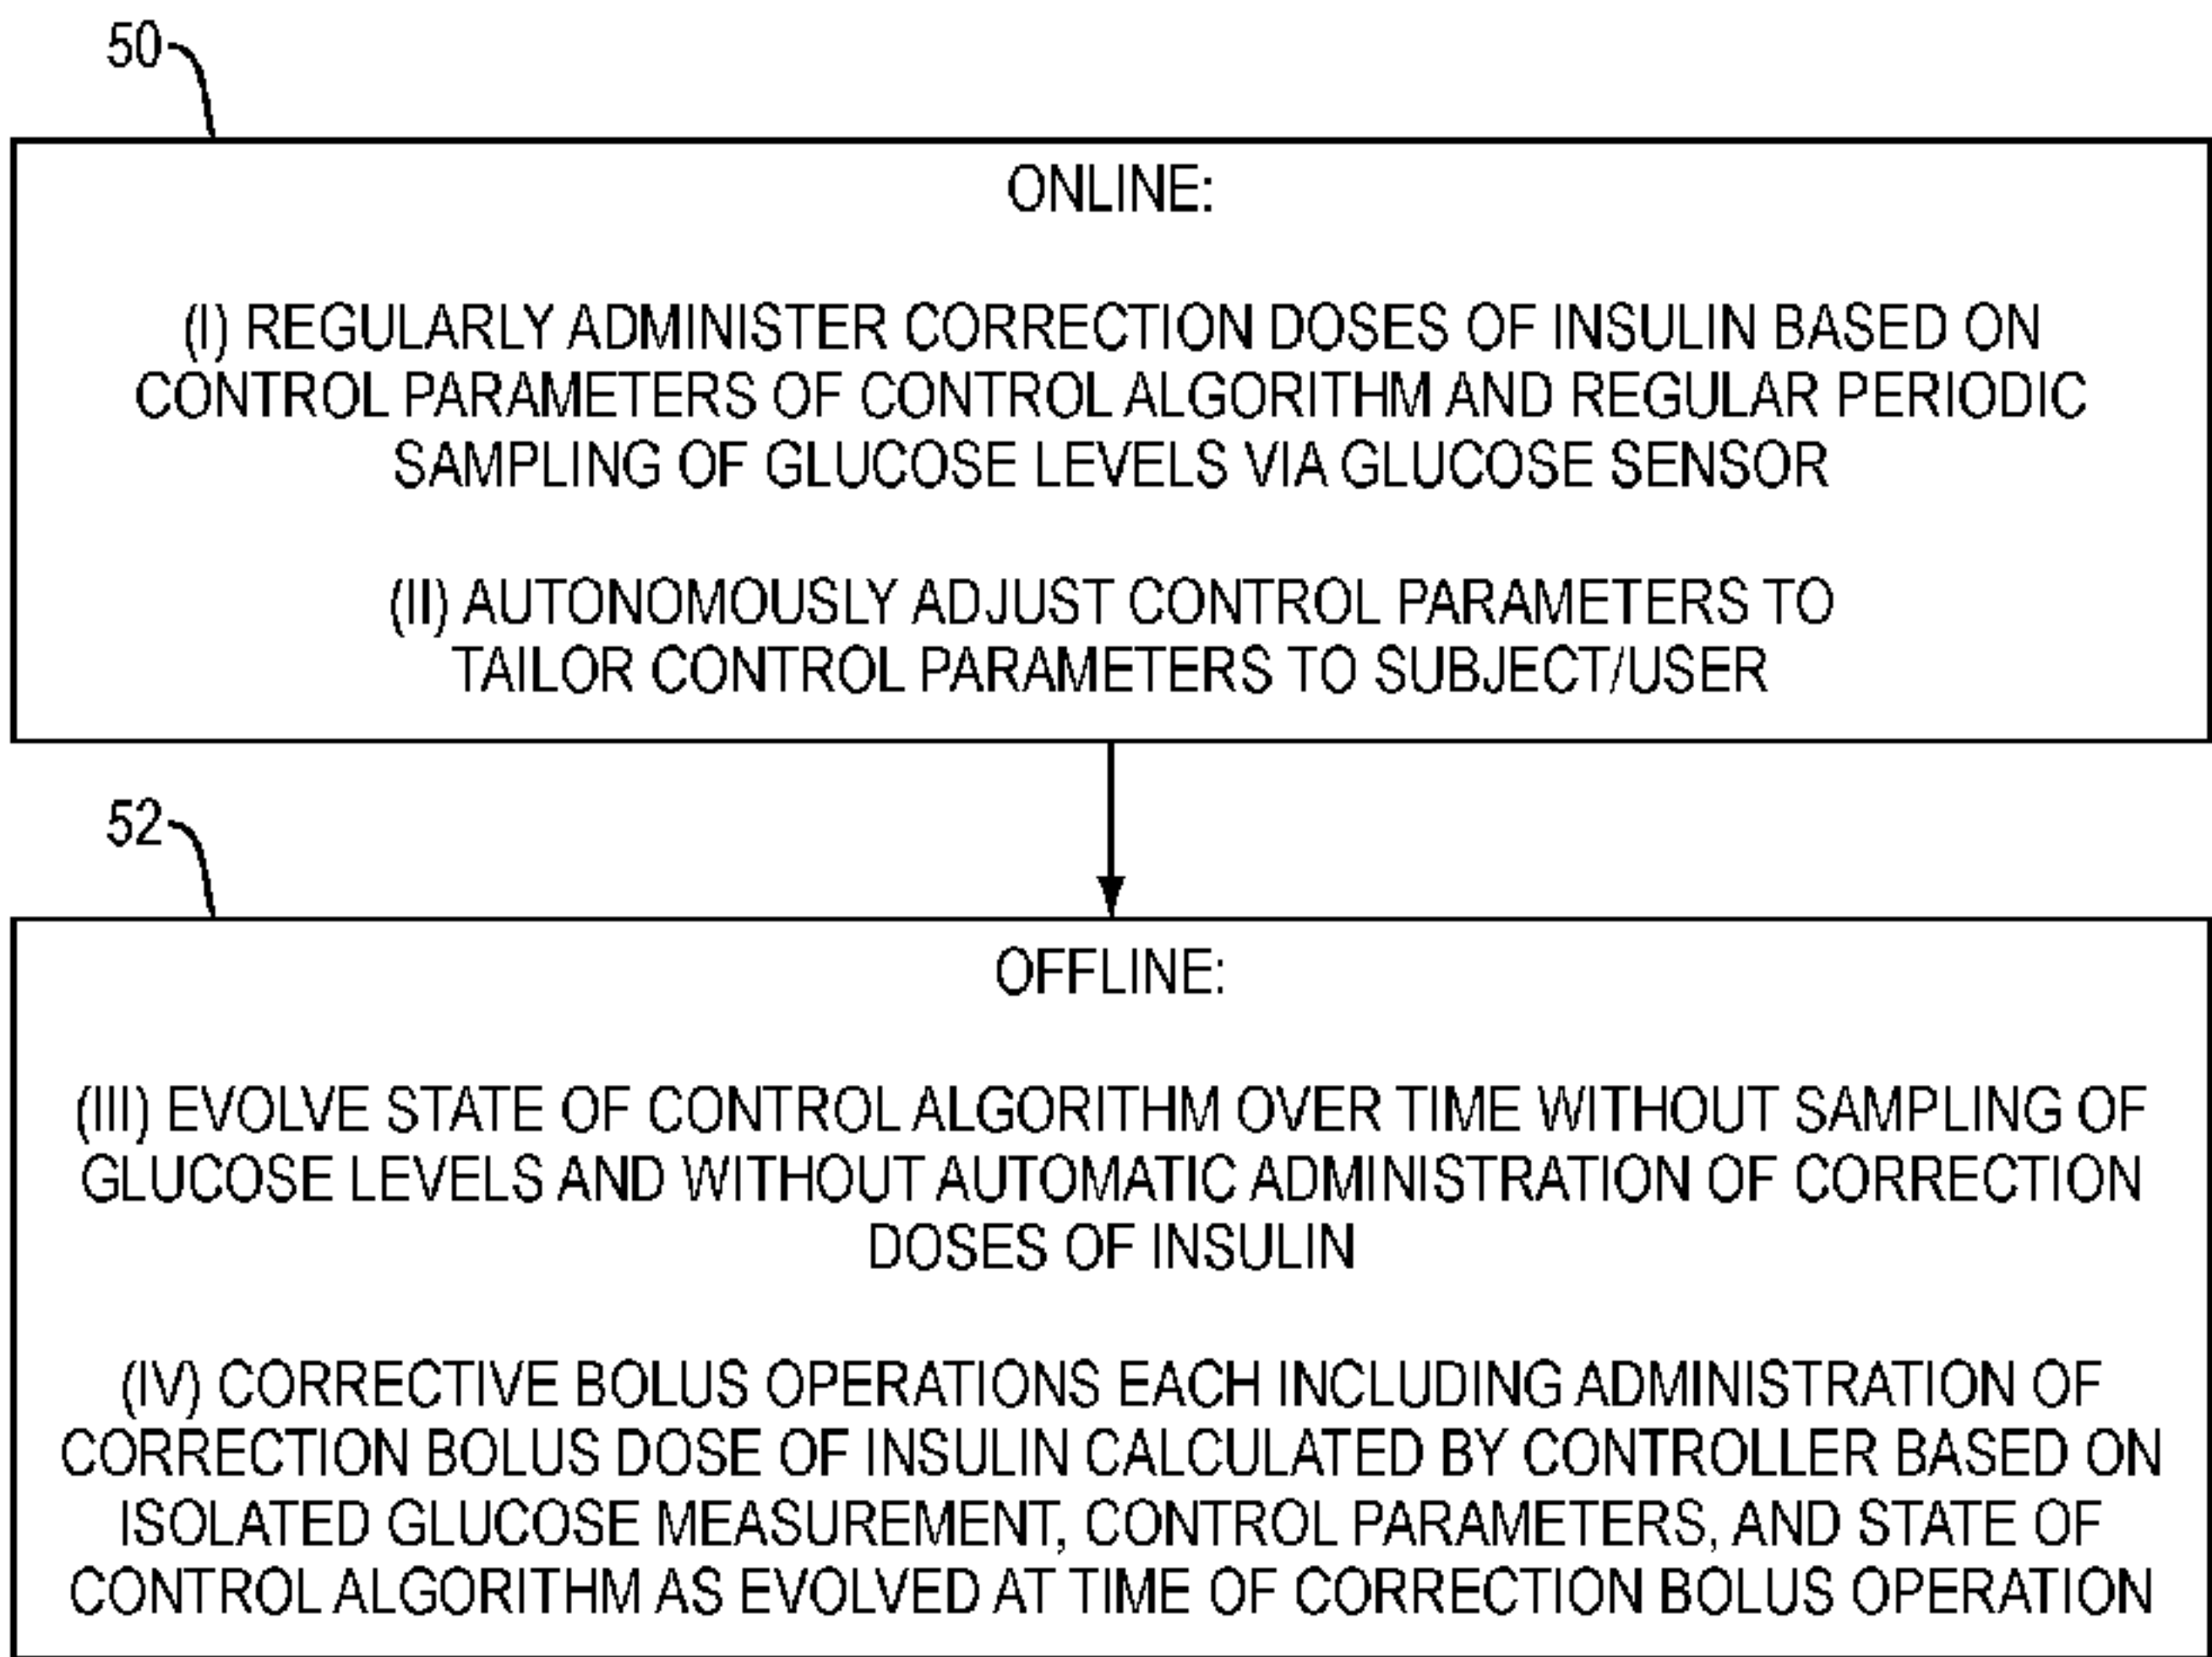 50
ONLINE:
(I) REGULARLY ADMINISTER CORRECTION DOSES OF INSULIN BASED ON
CONTROL PARAMETERS OF CONTROL ALGORITHM AND REGULAR PERIODIC
SAMPLING OF GLUCOSE LEVELS VIA GLUCOSE SENSOR
(II) AUTONOMOUSLY ADJUST CONTROL PARAMETERS TO
TAILOR CONTROL PARAMETERS TO SUBJECT/USER
52
OFFLINE:
(III) EVOLVE STATE OF CONTROL ALGORITHM OVER TIME WITHOUT SAMPLING OF
GLUCOSE LEVELS AND WITHOUT AUTOMATIC ADMINISTRATION OF CORRECTION
DOSES OF INSULIN
(IV) CORRECTIVE BOLUS OPERATIONS EACH INCLUDING ADMINISTRATION OF
CORRECTION BOLUS DOSE OF INSULIN CALCULATED BY CONTROLLER BASED ON
ISOLATED GLUCOSE MEASUREMENT, CONTROL PARAMETERS, AND STATE OF
CONTROL ALGORITHM AS EVOLVED AT TIME OF CORRECTION BOLUS OPERATION